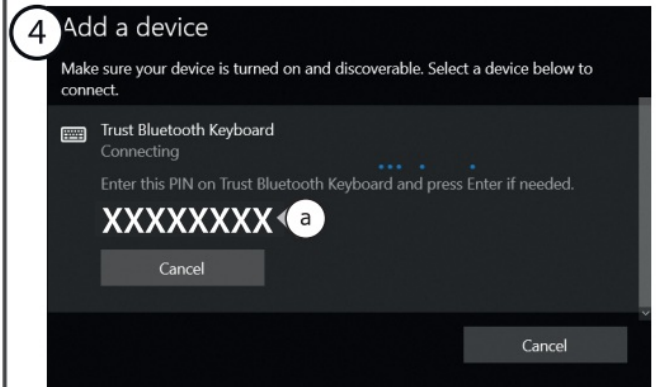 4
Add a device
Make sure your device is turned on and discoverable. Select a device below to
connect.
Trust Bluetooth Keyboard
Connecting
Enter this PIN on Trust Bluetooth Keyboard and press Enter if needed.
XXXXXXXX a
Cancel
Cancel